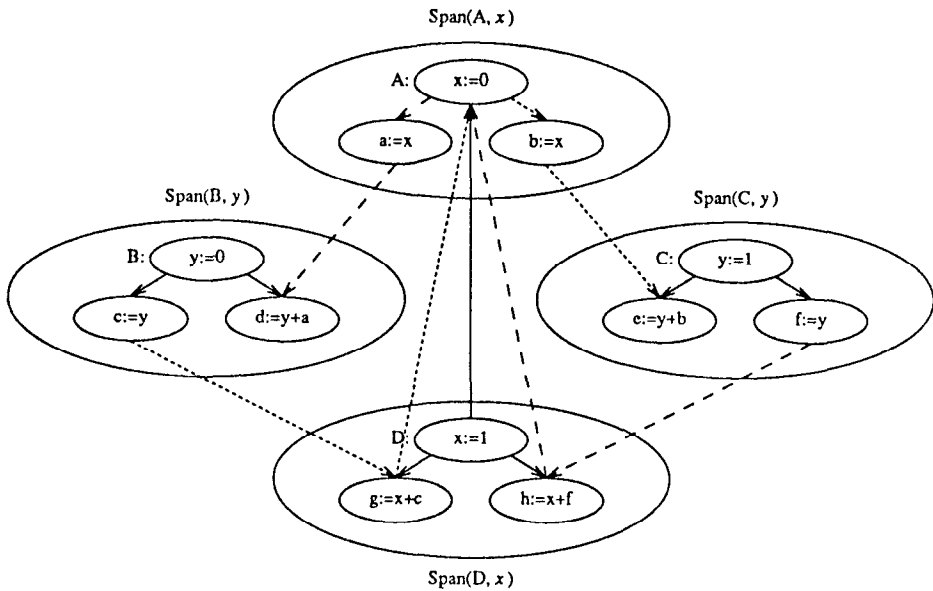 Span(A, x)
A:
x:=0
a:=x
b:=x
Span(B, y)
Span(C, y)
B:
y:=0
C:
y:=1
c:=y
d:=y+a
e:=y+b
f:=y
D:
x:=1
g:=x+c
h:=x+f
Span(D, x)